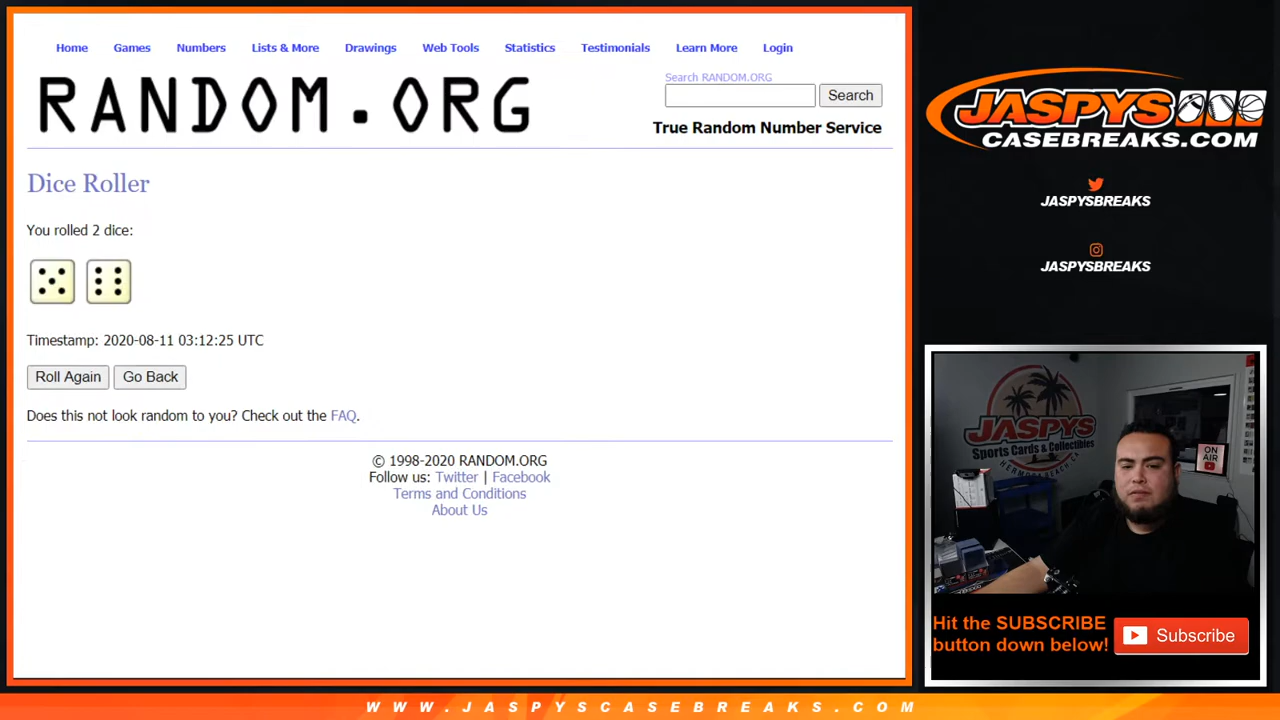 Home Games Numbers Lists & More Drawings Web Tools Statistics Testimonials Learn More Login
RANDOM.ORG
Search RANDOM.ORG
Search
True Random Number Service
Dice Roller
You rolled 2 dice:
Timestamp: 2020-08-11 03:12:25 UTC
Roll Again Go Back
Does this not look random to you? Check out the FAQ.
© 1998-2020 RANDOM.ORG
Follow us: Twitter | Facebook
Terms and Conditions
About Us
JASPYS
CASEBREAKS.COM
JASPYSBREAKS
JASPYSBREAKS
JASPYS
Sports Cards & Collectibles
HERMOSA BEACH CA
ON AIR
Hit the SUBSCRIBE
button down below!
Subscribe
WWW.JASPYSCASEBREAKS.COM